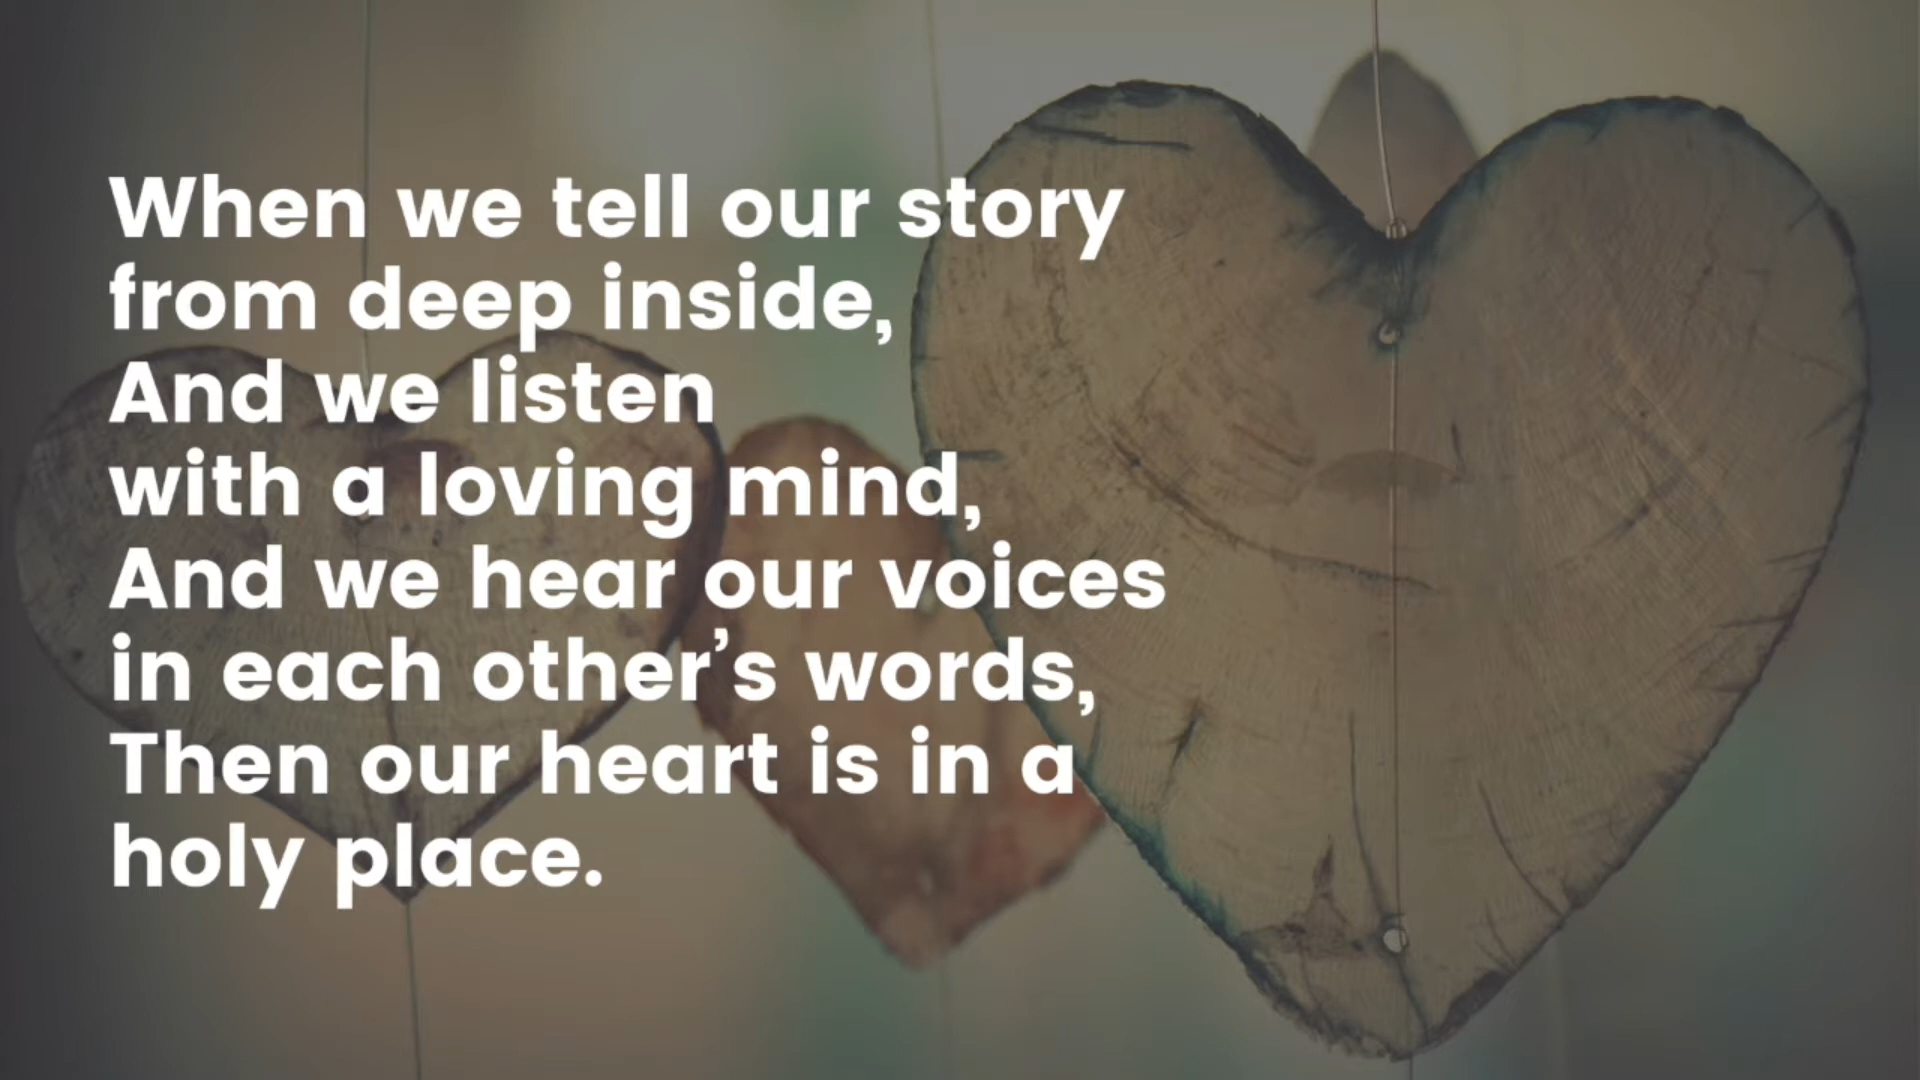 When we tell our story
from deep inside,
And we listen
with a loving mind,
And we hear our voices
in each other’s words,
Then our heart is in a
holy place.